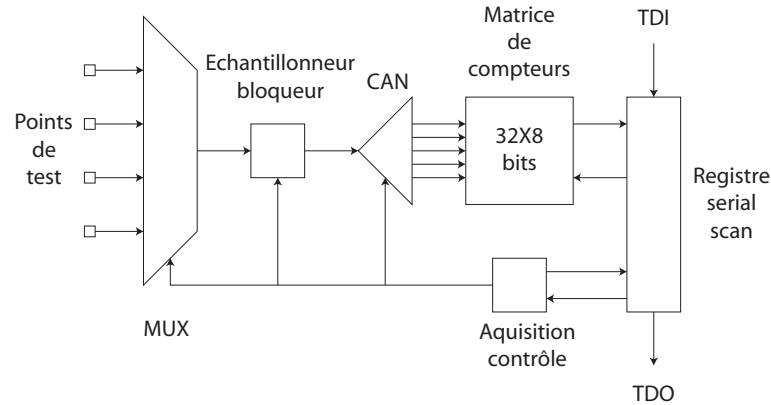 Matrice
de
compteurs
TDI
Echantillonneur
bloqueur
CAN
Points
de
test
32X8
bits
Registre
serial
scan
MUX
Aquisition
contrôle
TDO